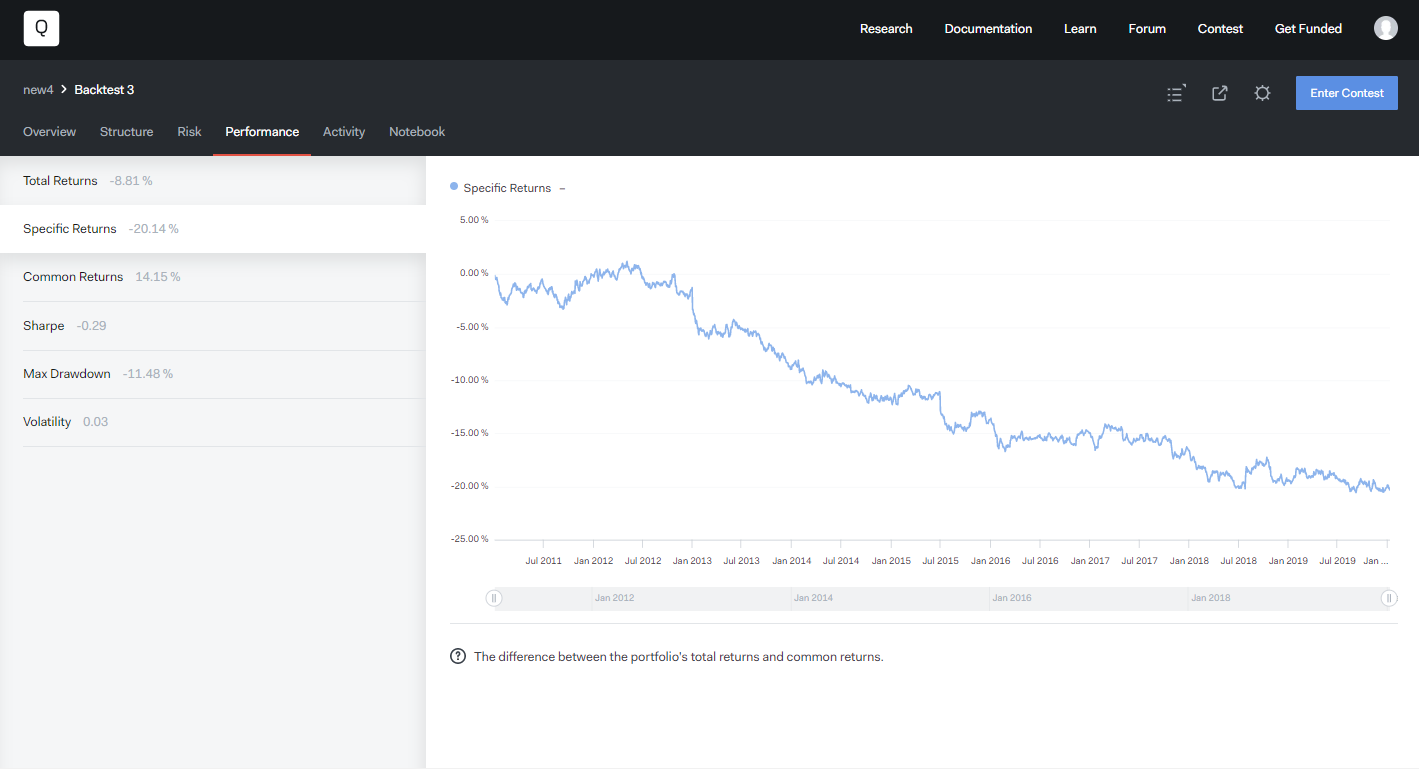 Q
Research Documentation Learn Forum Contest Get Funded
new4 > Backtest 3
Enter Contest
Overview Structure Risk Performance Activity Notebook
Total Returns -8.81 %
Specific Returns -20.14 %
Common Returns 14.15 %
Sharpe -0.29
Max Drawdown -11.48 %
Volatility 0.03
Specific Returns –
5.00 %
0.00 %
-5.00 %
-10.00 %
-15.00 %
-20.00 %
-25.00 %
Jul 2011 Jan 2012 Jul 2012 Jan 2013 Jul 2013 Jan 2014 Jul 2014 Jan 2015 Jul 2015 Jan 2016 Jul 2016 Jan 2017 Jul 2017 Jan 2018 Jul 2018 Jan 2019 Jul 2019 Jan ...
Jan 2012 Jan 2014 Jan 2016 Jan 2018
? The difference between the portfolio's total returns and common returns.